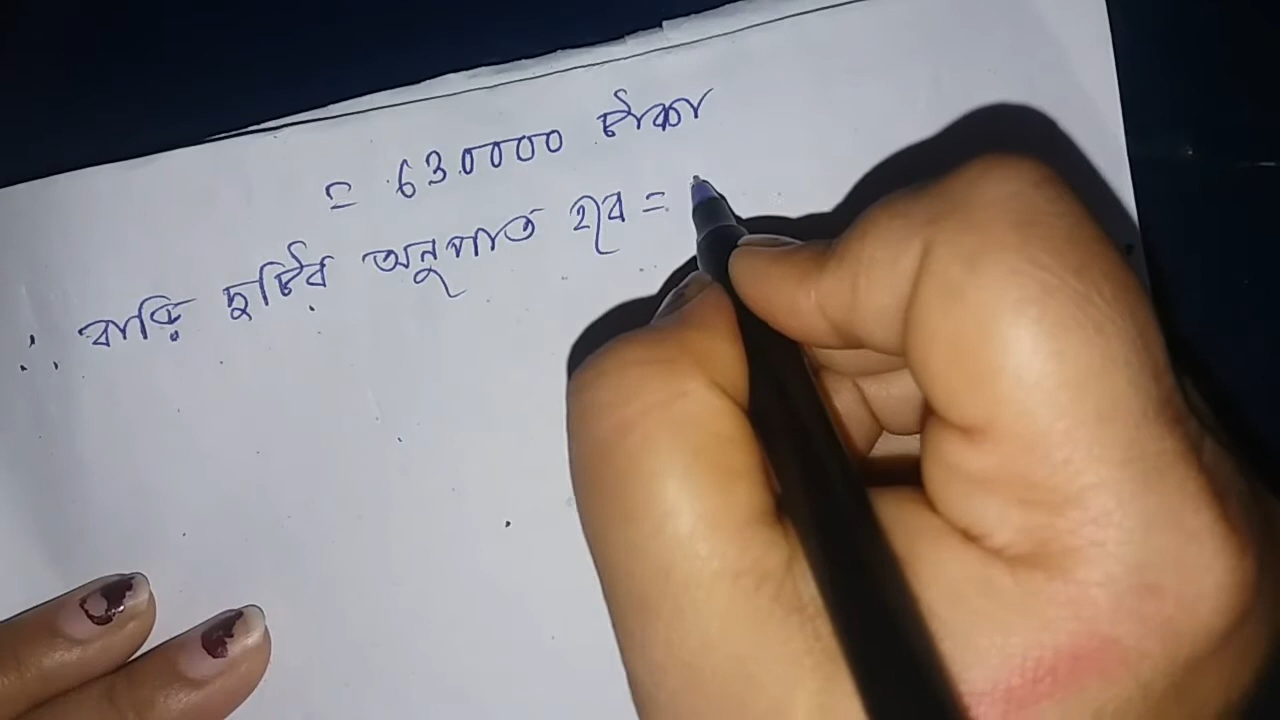 = 630000 টাকা
∴ বাড়ি দুটির অনুপাত হবে =